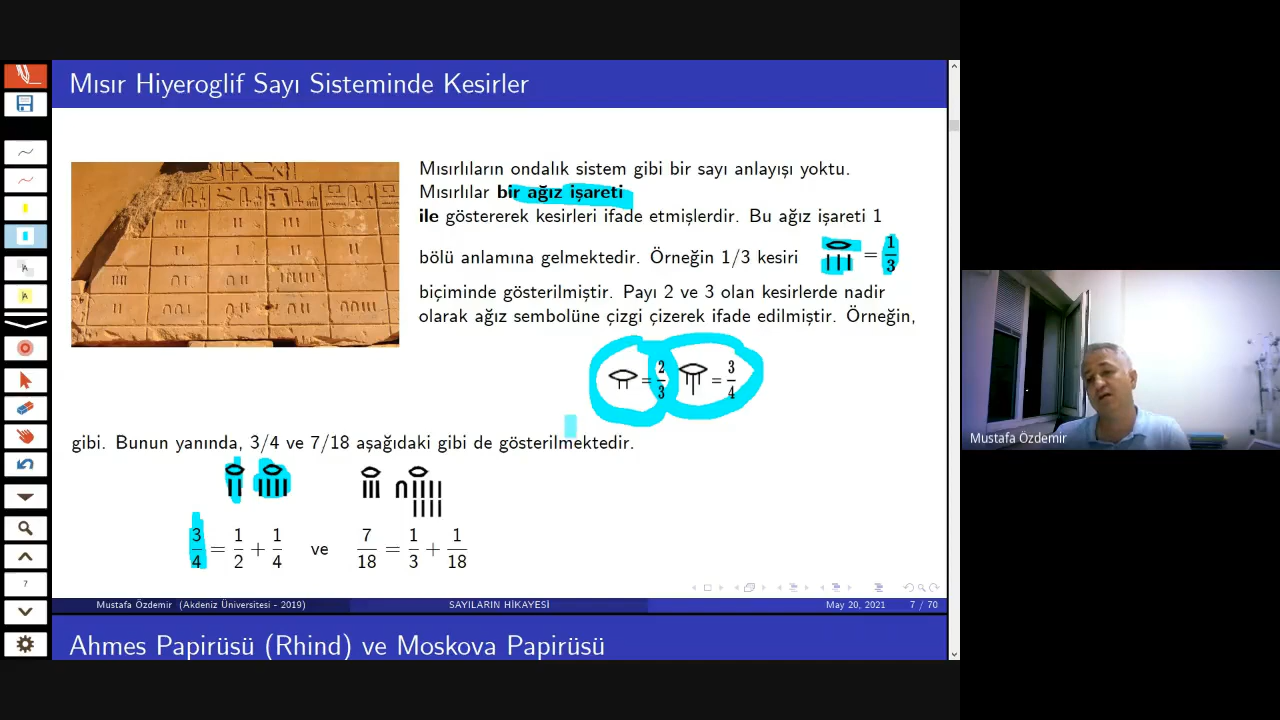 Mısır Hiyeroglif Sayı Sisteminde Kesirler
Mısırlıların ondalık sistem gibi bir sayı anlayışı yoktu.
Mısırlılar bir ağız işareti
ile göstererek kesirleri ifade etmişlerdir. Bu ağız işareti 1
bölü anlamına gelmektedir. Örneğin 1/3 kesiri = 1/3
biçiminde gösterilmiştir. Payı 2 ve 3 olan kesirlerde nadir
olarak ağız sembolüne çizgi çizerek ifade edilmiştir. Örneğin,
= 2/3 = 3/4
gibi. Bunun yanında, 3/4 ve 7/18 aşağıdaki gibi de gösterilmektedir.
3/4 = 1/2 + 1/4 ve 7/18 = 1/3 + 1/18
Mustafa Özdemir (Akdeniz Üniversitesi - 2019) SAYILARIN HİKAYESİ May 20, 2021 7 / 70
Ahmes Papirüsü (Rhind) ve Moskova Papirüsü
7
A
A
Mustafa Özdemir